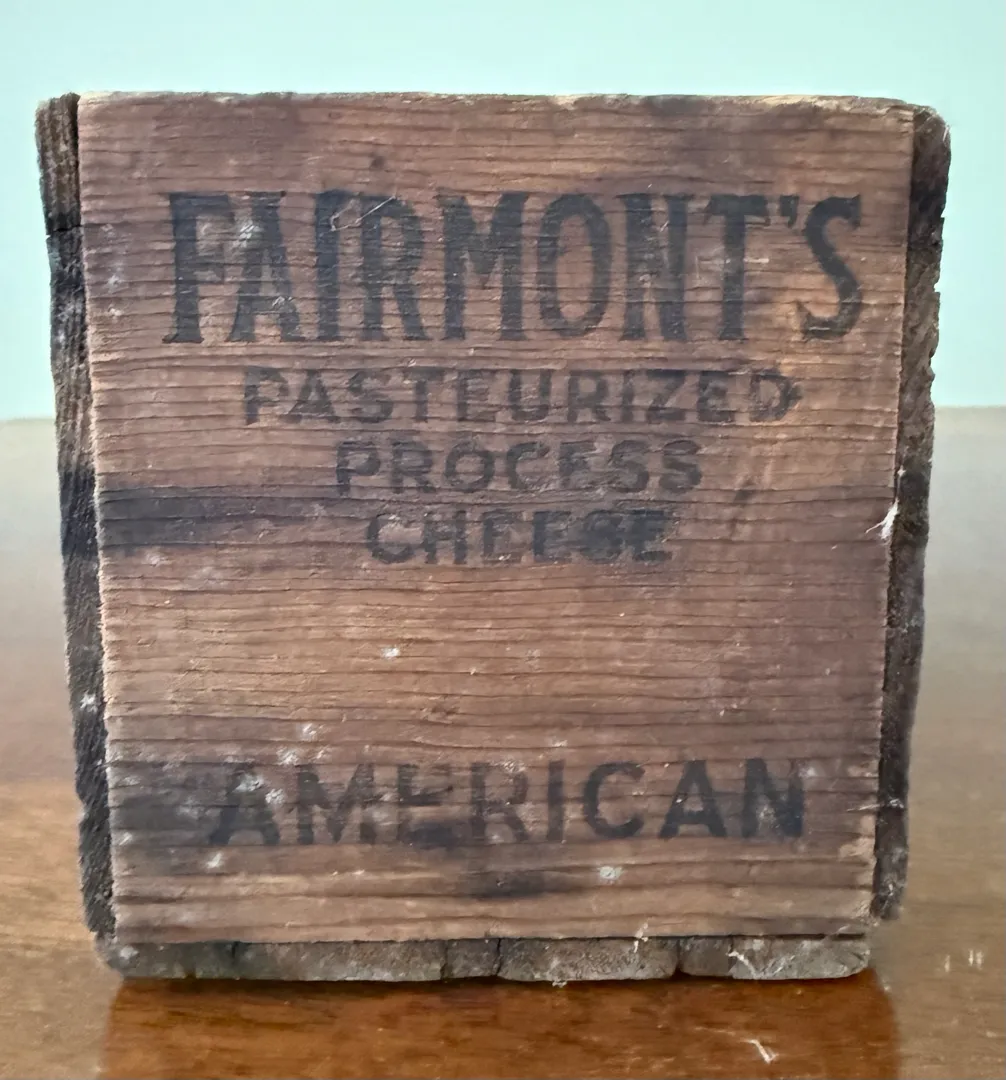 FAIRMONT'S
PASTEURIZED
PROCESS
CHEESE
AMERICAN